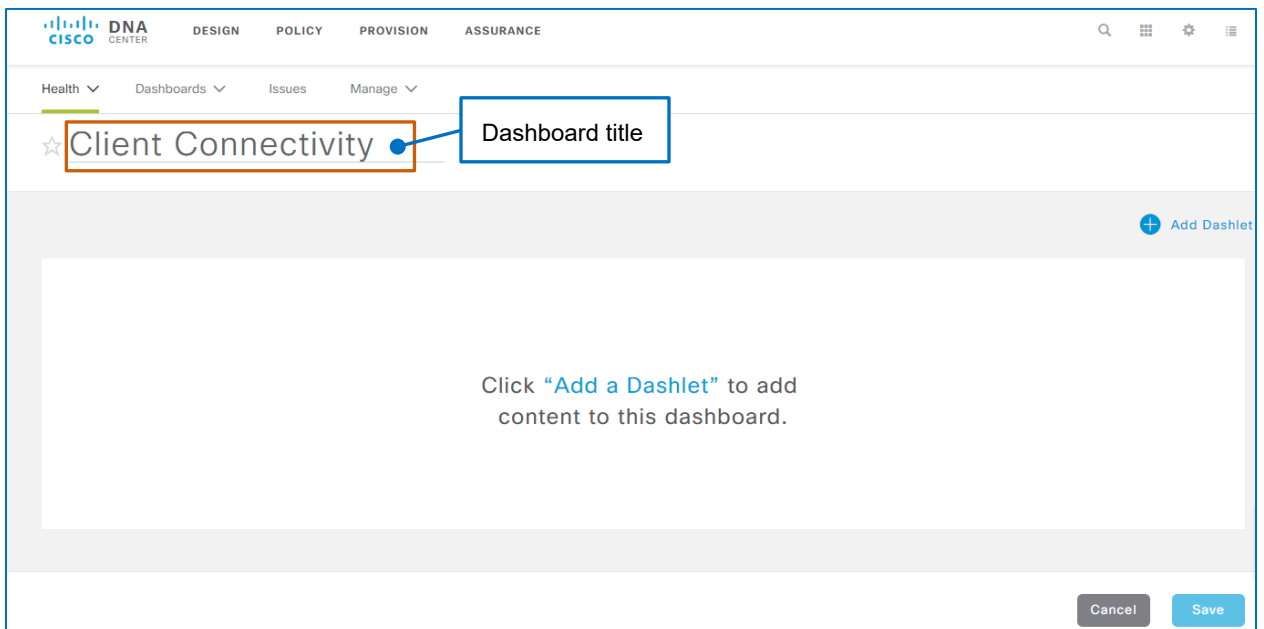 CISCO DNA CENTER DESIGN POLICY PROVISION ASSURANCE
Health Dashboards Issues Manage
Client Connectivity
Dashboard title
Add Dashlet
Click “Add a Dashlet” to add
content to this dashboard.
Cancel Save